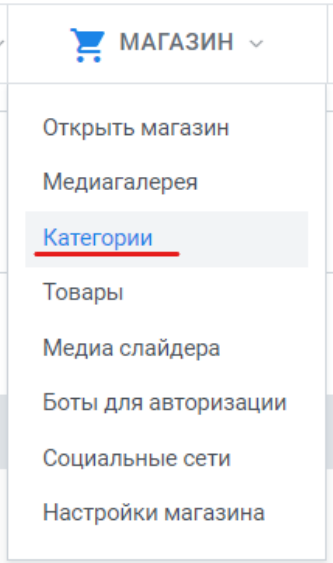 МАГАЗИН
Открыть магазин
Медиагалерея
Категории
Товары
Медиа слайдера
Боты для авторизации
Социальные сети
Настройки магазина